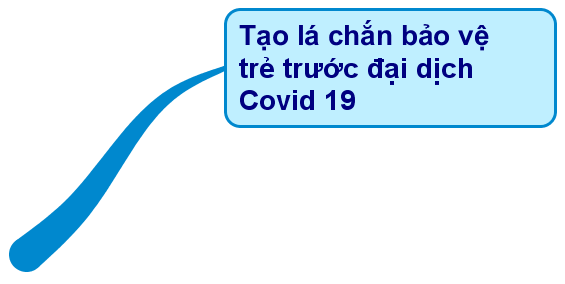 Tạo lá chắn bảo vệ
trẻ trước đại dịch
Covid 19